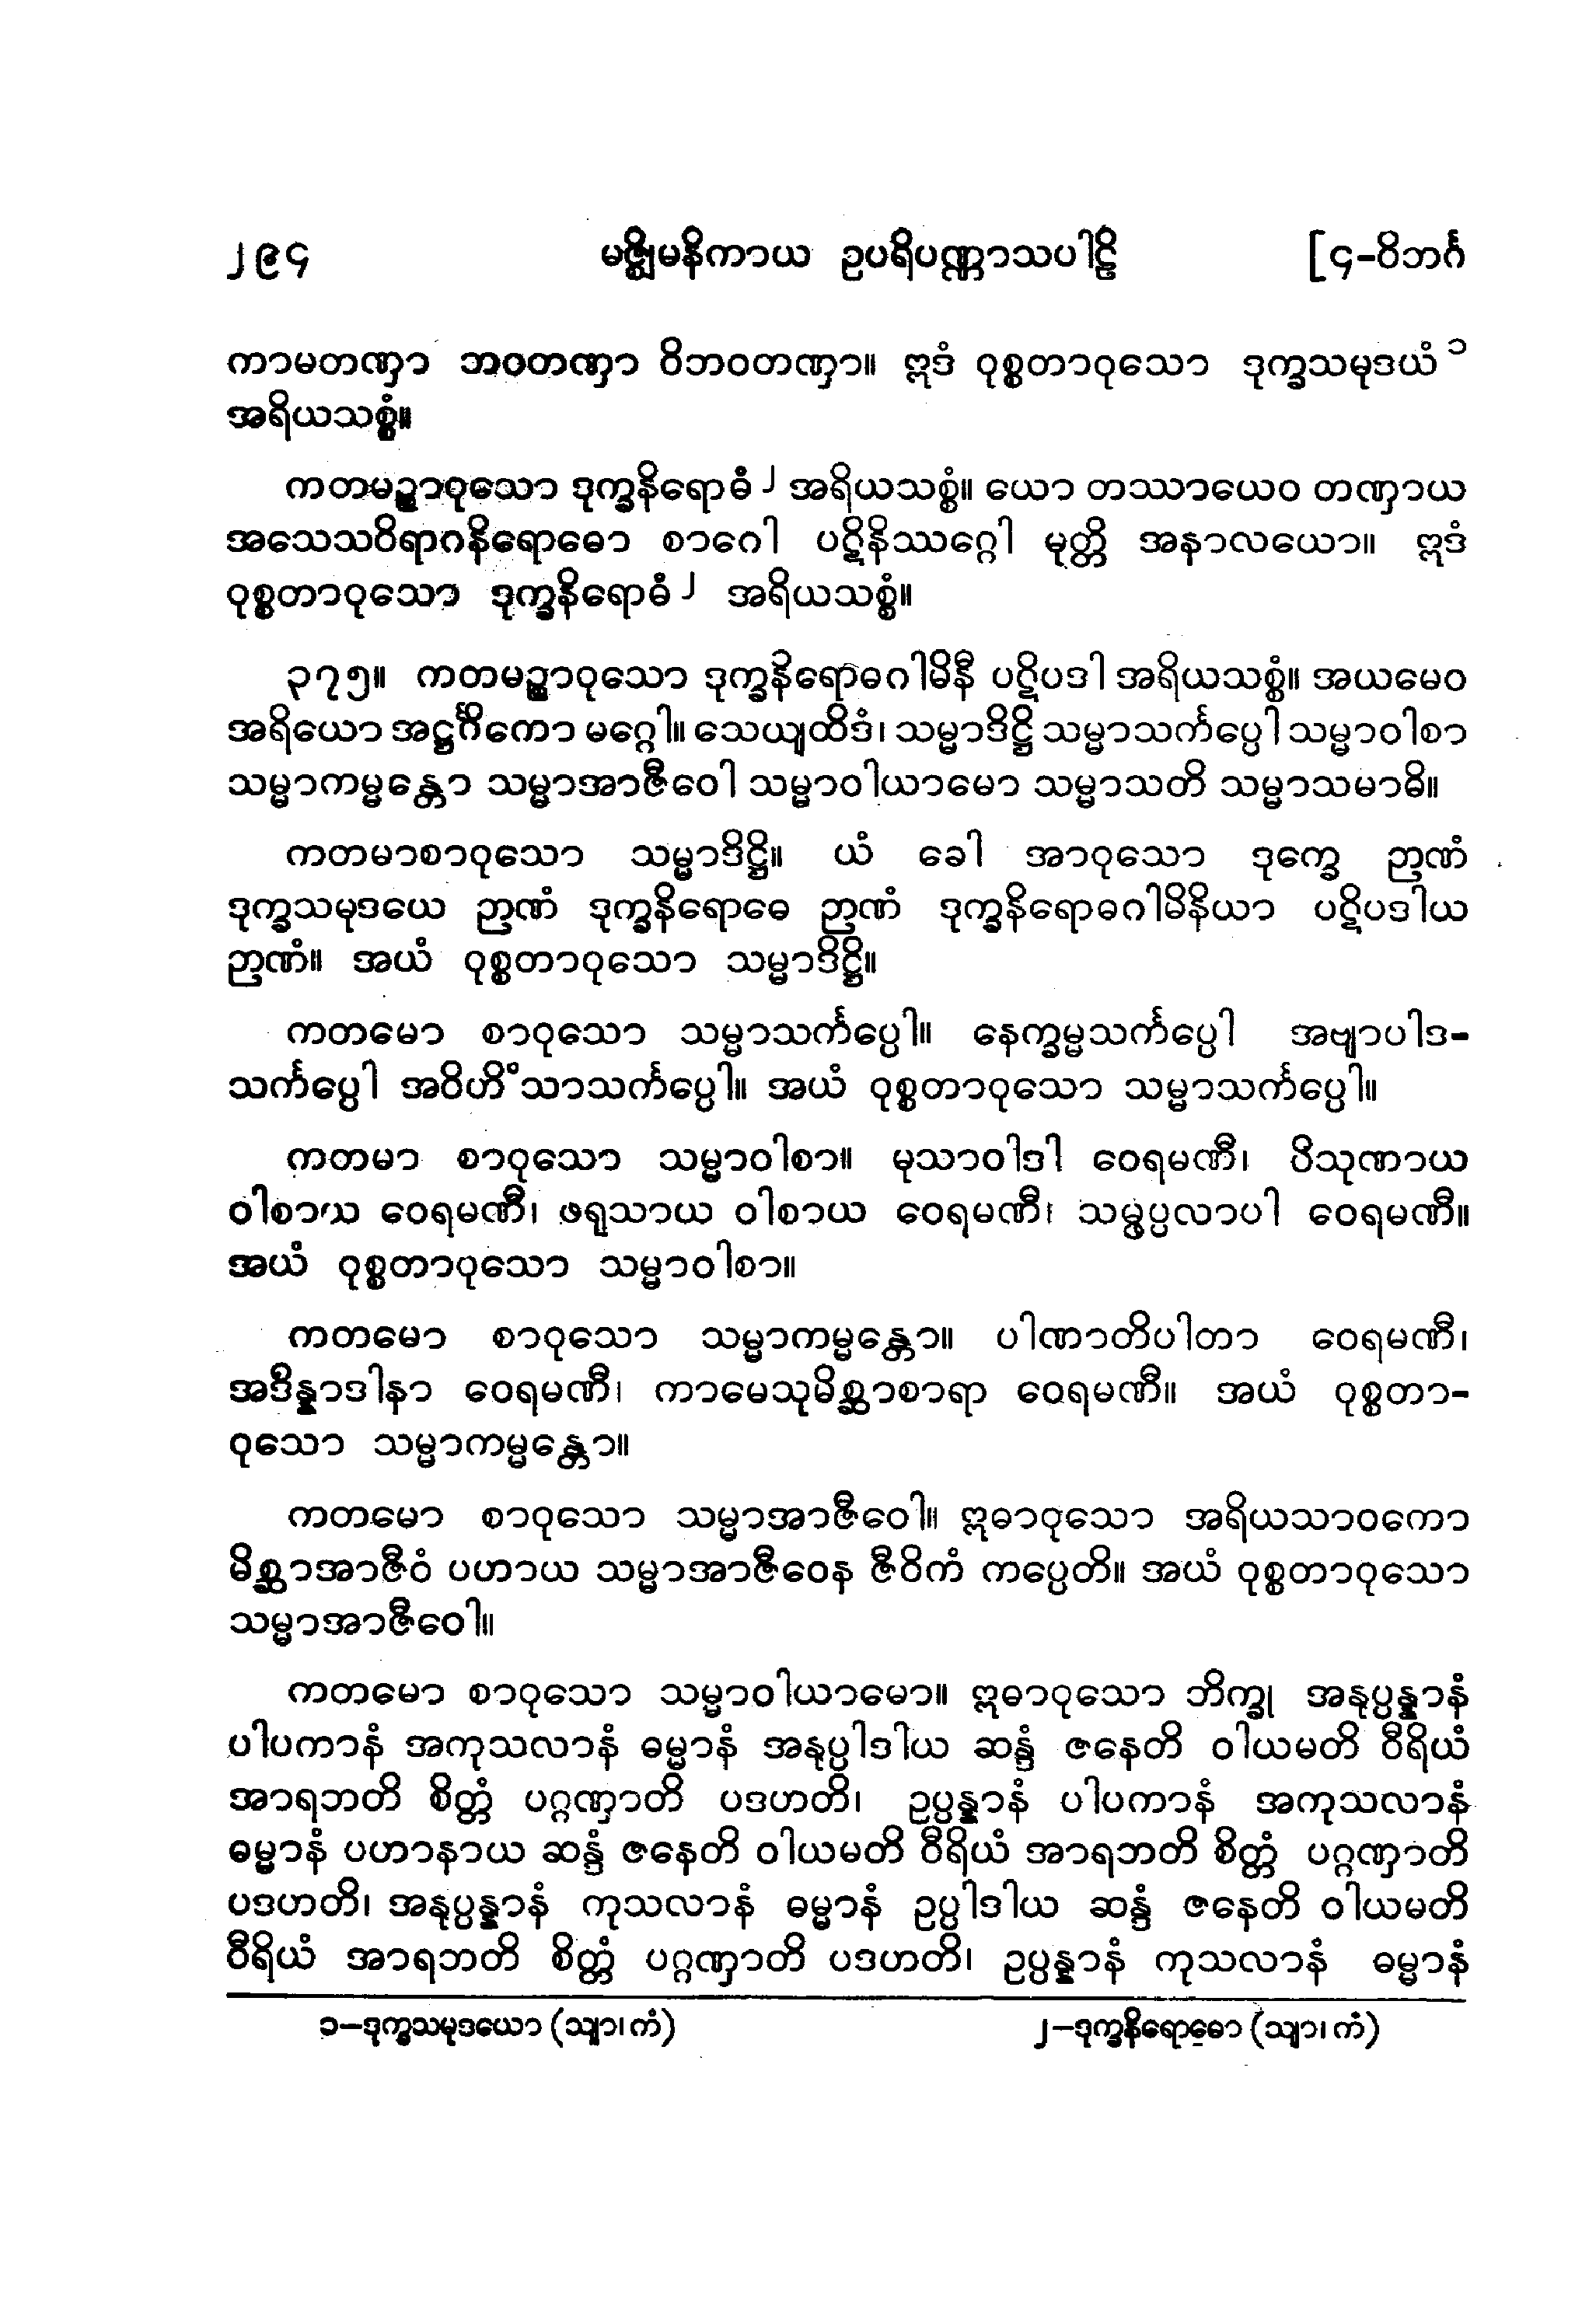 ၂၉၄ မဇ္ဈိမနိကာယ ဥပရိပဏ္ဏာသပါဠိ [၄-ဝိဘင်္ဂ
ကာမတဏှာ ဘဝတဏှာ ဝိဘဝတဏှာ။ ဣဒံ ဝုစ္စတာဝုသော ဒုက္ခသမုဒယံ ၁
အရိယသစ္စံ။
ကတမဉ္စာဝုသော ဒုက္ခနိရောဓံ ၂ အရိယသစ္စံ။ ယော တဿာယေဝ တဏှာယ
အသေသဝိရာဂနိရောဓော စာဂေါ ပဋိနိဿဂ္ဂေါ မုတ္တိ အနာလယော။ ဣဒံ
ဝုစ္စတာဝုသော ဒုက္ခနိရောဓံ ၂ အရိယသစ္စံ။
၃၇၅။ ကတမဉ္စာဝုသော ဒုက္ခနိရောဓဂါမိနီ ပဋိပဒါ အရိယသစ္စံ။ အယမေဝ
အရိယော အဋ္ဌင်္ဂိကော မဂ္ဂေါ။ သေယျထိဒံ၊ သမ္မာဒိဋ္ဌိ သမ္မာသင်္ကပ္ပေါ သမ္မာဝါစာ
သမ္မာကမ္မန္တော သမ္မာအာဇီဝေါ သမ္မာဝါယာမော သမ္မာသတိ သမ္မာသမာဓိ။
ကတမာစာဝုသော သမ္မာဒိဋ္ဌိ။ ယံ ခေါ အာဝုသော ဒုက္ခေ ဉာဏံ
ဒုက္ခသမုဒယေ ဉာဏံ ဒုက္ခနိရောဓေ ဉာဏံ ဒုက္ခနိရောဓဂါမိနိယာ ပဋိပဒါယ
ဉာဏံ။ အယံ ဝုစ္စတာဝုသော သမ္မာဒိဋ္ဌိ။
ကတမော စာဝုသော သမ္မာသင်္ကပ္ပေါ။ နေက္ခမ္မသင်္ကပ္ပေါ အဗျာပါဒ-
သင်္ကပ္ပေါ အဝိဟိံသာသင်္ကပ္ပေါ။ အယံ ဝုစ္စတာဝုသော သမ္မာသင်္ကပ္ပေါ။
ကတမာ စာဝုသော သမ္မာဝါစာ။ မုသာဝါဒါ ဝေရမဏီ၊ ပိသုဏာယ
ဝါစာယ ဝေရမဏီ၊ ဖရုသာယ ဝါစာယ ဝေရမဏီ၊ သမ္ဖပ္ပလာပါ ဝေရမဏီ။
အယံ ဝုစ္စတာဝုသော သမ္မာဝါစာ။
ကတမော စာဝုသော သမ္မာကမ္မန္တော။ ပါဏာတိပါတာ ဝေရမဏီ၊
အဒိန္နာဒါနာ ဝေရမဏီ၊ ကာမေသုမိစ္ဆာစာရာ ဝေရမဏီ။ အယံ ဝုစ္စတာ-
ဝုသော သမ္မာကမ္မန္တော။
ကတမော စာဝုသော သမ္မာအာဇီဝေါ။ ဣဓာဝုသော အရိယသာဝကော
မိစ္ဆာအာဇီဝံ ပဟာယ သမ္မာအာဇီဝေန ဇီဝိကံ ကပ္ပေတိ။ အယံ ဝုစ္စတာဝုသော
သမ္မာအာဇီဝေါ။
ကတမော စာဝုသော သမ္မာဝါယာမော။ ဣဓာဝုသော ဘိက္ခု အနုပ္ပန္နာနံ
ပါပကာနံ အကုသလာနံ ဓမ္မာနံ အနုပ္ပါဒါယ ဆန္ဒံ ဇနေတိ ဝါယမတိ ဝီရိယံ
အာရဘတိ စိတ္တံ ပဂ္ဂဏှာတိ ပဒဟတိ၊ ဥပ္ပန္နာနံ ပါပကာနံ အကုသလာနံ
ဓမ္မာနံ ပဟာနာယ ဆန္ဒံ ဇနေတိ ဝါယမတိ ဝီရိယံ အာရဘတိ စိတ္တံ ပဂ္ဂဏှာတိ
ပဒဟတိ၊ အနုပ္ပန္နာနံ ကုသလာနံ ဓမ္မာနံ ဥပ္ပါဒါယ ဆန္ဒံ ဇနေတိ ဝါယမတိ
ဝီရိယံ အာရဘတိ စိတ္တံ ပဂ္ဂဏှာတိ ပဒဟတိ၊ ဥပ္ပန္နာနံ ကုသလာနံ ဓမ္မာနံ
၁–ဒုက္ခသမုဒယော (သျာ၊ ကံ) ၂–ဒုက္ခနိရောဓော (သျာ၊ ကံ)